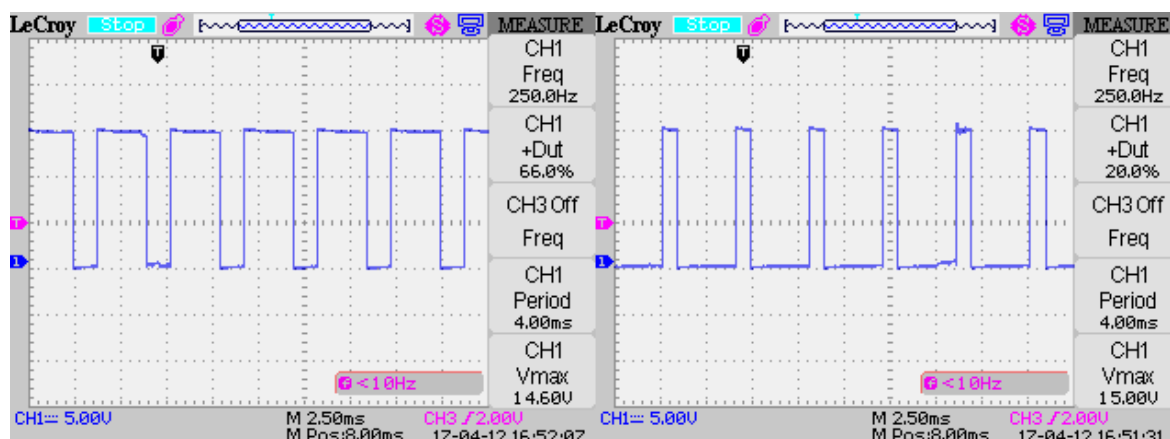 LeCroy Stop T S MEASURE
CH1
Freq
250.0Hz
CH1
+Dut
66.0%
CH3 Off
Freq
CH1
Period
4.00ms
CH1
Vmax
14.60V
T
1
F <10Hz
CH1 5.00V M 2.50ms CH3 2.00V
M Pos:8.00ms 17-04-12 16:52:07
LeCroy Stop T S MEASURE
CH1
Freq
250.0Hz
CH1
+Dut
20.0%
CH3 Off
Freq
CH1
Period
4.00ms
CH1
Vmax
15.00V
T
1
F <10Hz
CH1 5.00V M 2.50ms CH3 2.00V
M Pos:8.00ms 17-04-12 16:51:31